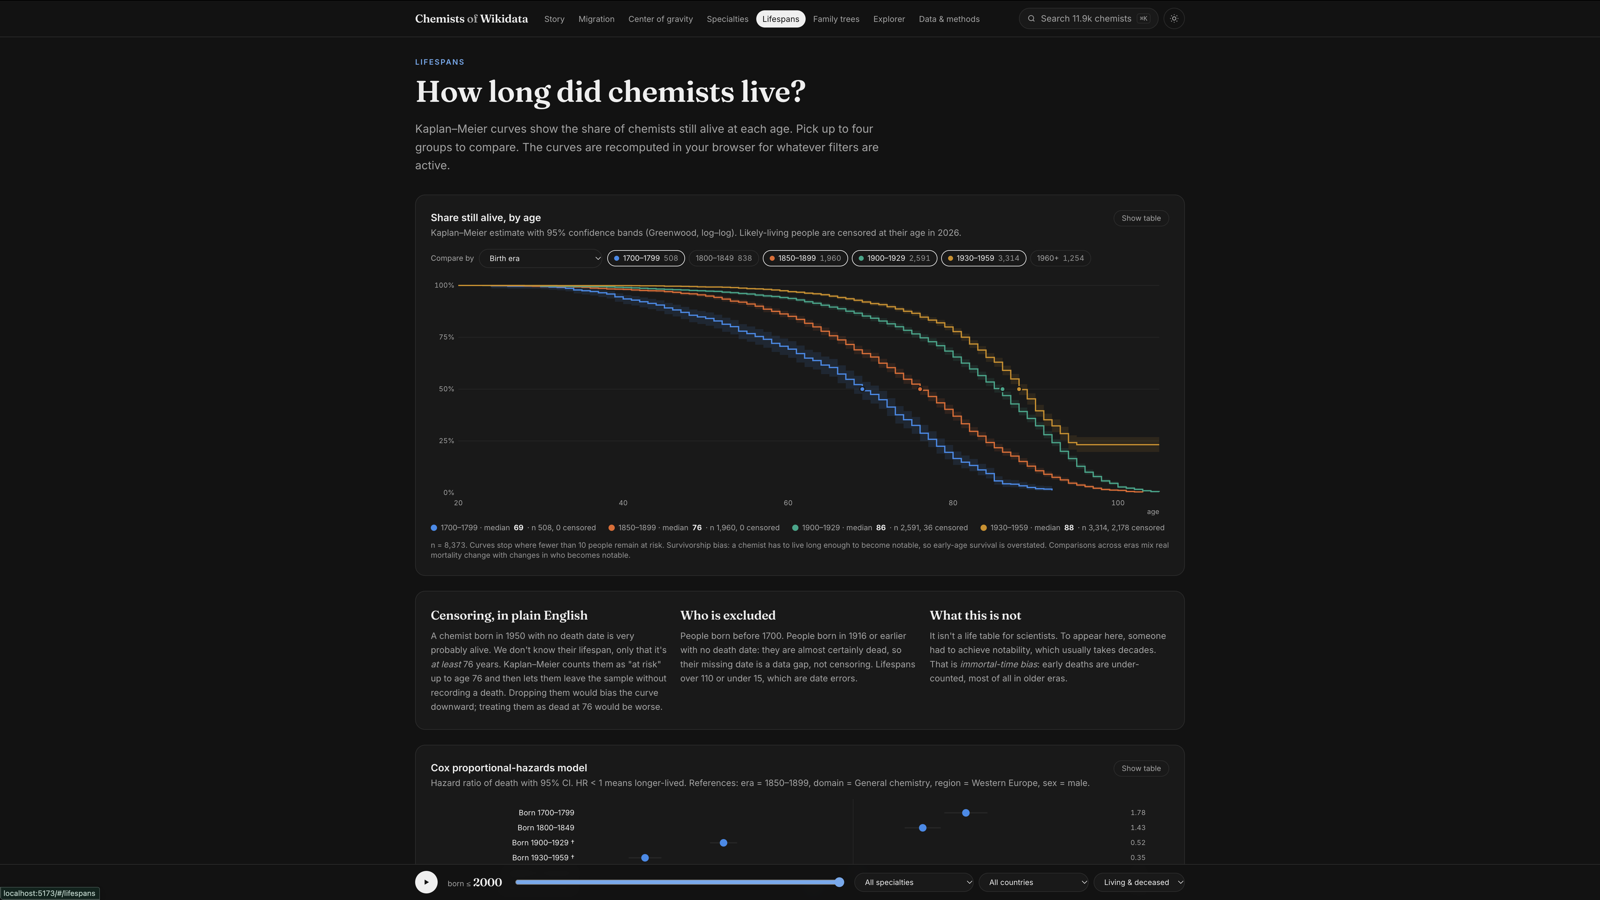 Chemists of Wikidata
Story
Migration
Center of gravity
Specialties
Lifespans
Family trees
Explorer
Data & methods
Search 11.9k chemists
⌘K
LIFESPANS
How long did chemists live?
Kaplan–Meier curves show the share of chemists still alive at each age. Pick up to four
groups to compare. The curves are recomputed in your browser for whatever filters are
active.
Share still alive, by age
Show table
Kaplan–Meier estimate with 95% confidence bands (Greenwood, log–log). Likely-living people are censored at their age in 2026.
Compare by
Birth era
1700–1799 508
1800–1849 838
1850–1899 1,960
1900–1929 2,591
1930–1959 3,314
1960+ 1,254
100%
75%
50%
25%
0%
20
40
60
80
100
age
1700–1799 · median 69 · n 508, 0 censored
1850–1899 · median 76 · n 1,960, 0 censored
1900–1929 · median 86 · n 2,591, 36 censored
1930–1959 · median 88 · n 3,314, 2,178 censored
n = 8,373. Curves stop where fewer than 10 people remain at risk. Survivorship bias: a chemist has to live long enough to become notable, so early-age survival is overstated. Comparisons across eras mix real
mortality change with changes in who becomes notable.
Censoring, in plain English
A chemist born in 1950 with no death date is very
probably alive. We don't know their lifespan, only that it's
at least 76 years. Kaplan–Meier counts them as "at risk"
up to age 76 and then lets them leave the sample without
recording a death. Dropping them would bias the curve
downward; treating them as dead at 76 would be worse.
Who is excluded
People born before 1700. People born in 1916 or earlier
with no death date: they are almost certainly dead, so
their missing date is a data gap, not censoring. Lifespans
over 110 or under 15, which are date errors.
What this is not
It isn't a life table for scientists. To appear here, someone
had to achieve notability, which usually takes decades.
That is immortal-time bias: early deaths are under-
counted, most of all in older eras.
Cox proportional-hazards model
Show table
Hazard ratio of death with 95% CI. HR < 1 means longer-lived. References: era = 1850–1899, domain = General chemistry, region = Western Europe, sex = male.
Born 1700–1799
1.78
Born 1800–1849
1.43
Born 1900–1929 †
0.52
Born 1930–1959 †
0.35
born ≤ 2000
All specialties
All countries
Living & deceased
localhost:5173/#/lifespans